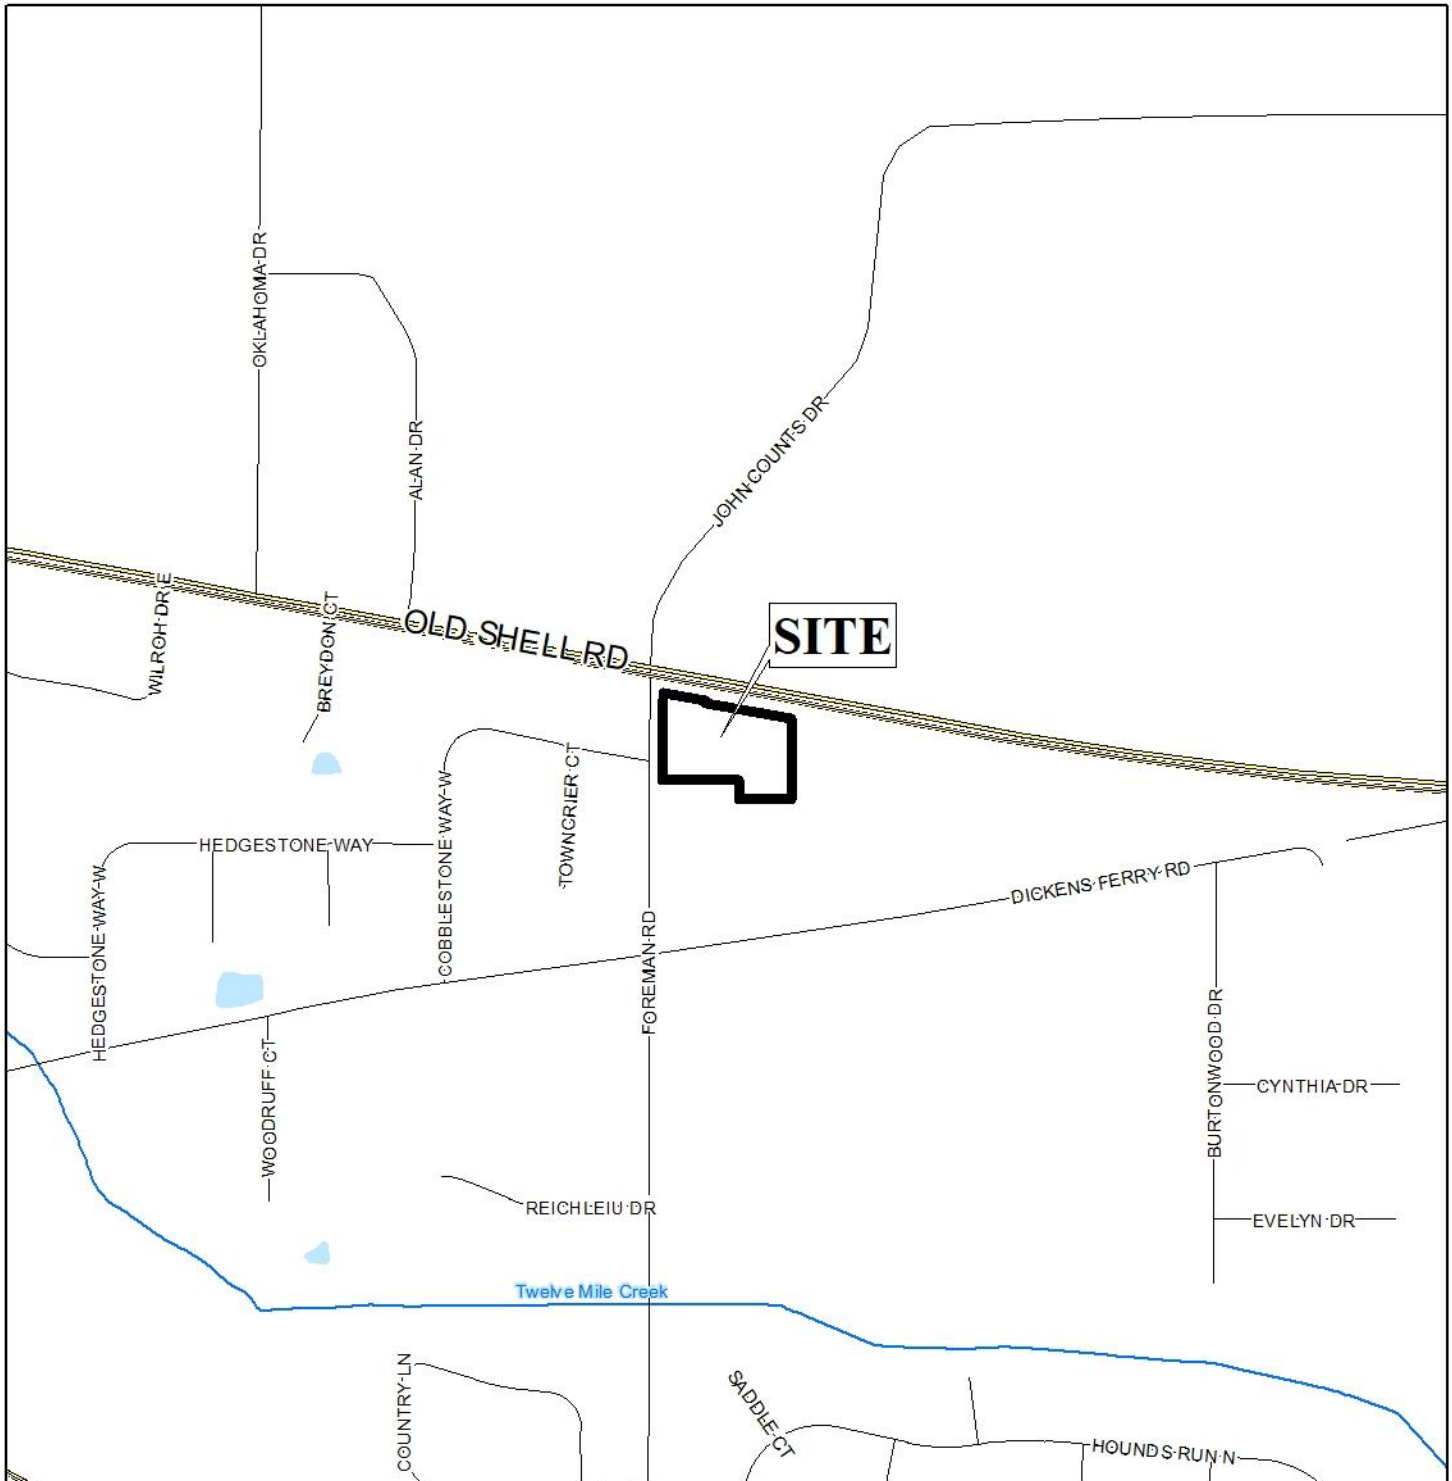 OKLAHOMA DR
ALAN DR
JOHN COUNTS DR
WILROH DR E
BREYDON CT
OLD SHELL RD
SITE
TOWNCRIER CT
COBBLESTONE WAY W
HEDGESTONE WAY
HEDGESTONE WAY W
DICKENS FERRY RD
FOREMAN RD
WOODRUFF CT
BURTONWOOD DR
CYNTHIA DR
REICHLEIU DR
EVELYN DR
Twelve Mile Creek
COUNTRY LN
SADDLE CT
HOUNDS RUN N